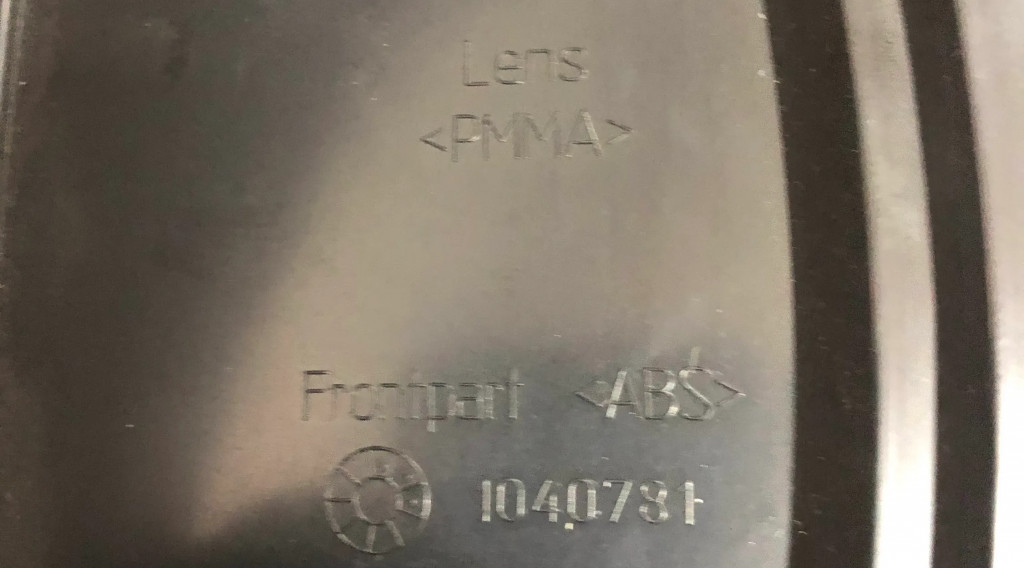 Lens
<PMMA>
Frontpart <ABS>
1040781